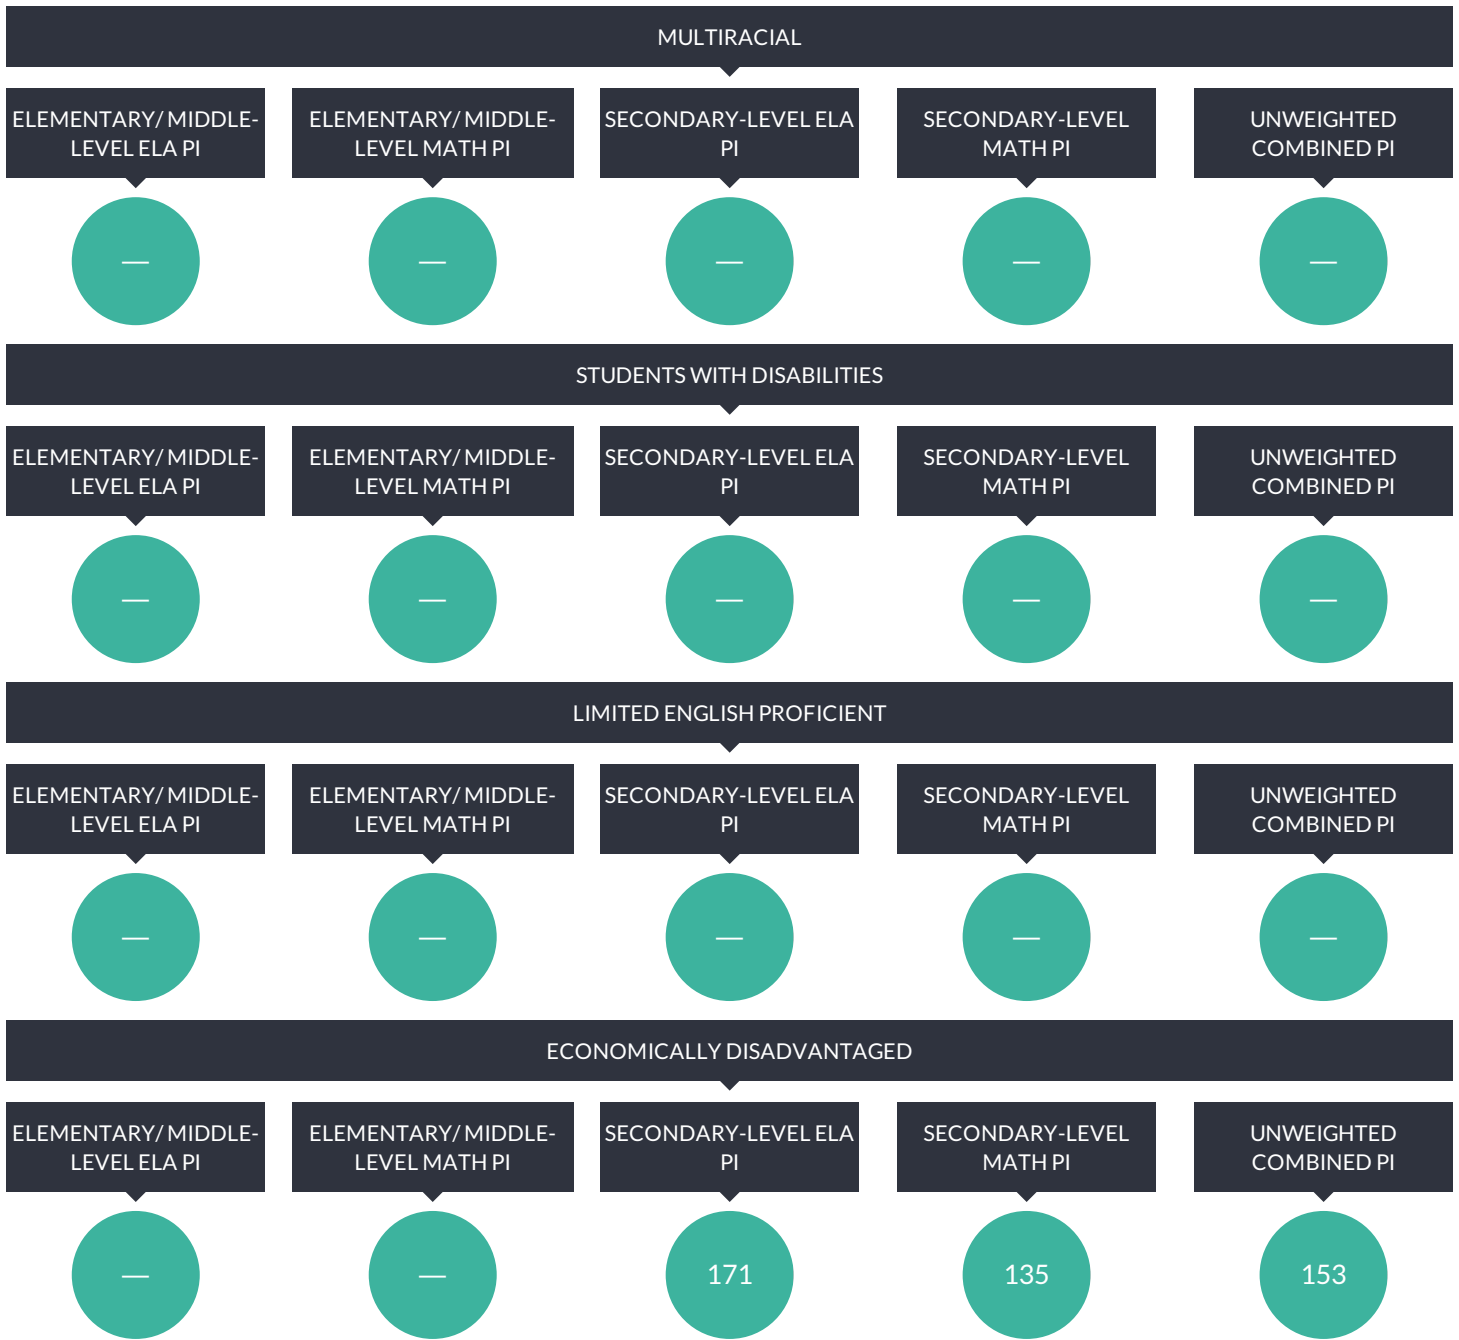 MULTIRACIAL
ELEMENTARY/ MIDDLE-
LEVEL ELA PI
ELEMENTARY/ MIDDLE-
LEVEL MATH PI
SECONDARY-LEVEL ELA
PI
SECONDARY-LEVEL
MATH PI
UNWEIGHTED
COMBINED PI
—
—
—
—
—
STUDENTS WITH DISABILITIES
ELEMENTARY/ MIDDLE-
LEVEL ELA PI
ELEMENTARY/ MIDDLE-
LEVEL MATH PI
SECONDARY-LEVEL ELA
PI
SECONDARY-LEVEL
MATH PI
UNWEIGHTED
COMBINED PI
—
—
—
—
—
LIMITED ENGLISH PROFICIENT
ELEMENTARY/ MIDDLE-
LEVEL ELA PI
ELEMENTARY/ MIDDLE-
LEVEL MATH PI
SECONDARY-LEVEL ELA
PI
SECONDARY-LEVEL
MATH PI
UNWEIGHTED
COMBINED PI
—
—
—
—
—
ECONOMICALLY DISADVANTAGED
ELEMENTARY/ MIDDLE-
LEVEL ELA PI
ELEMENTARY/ MIDDLE-
LEVEL MATH PI
SECONDARY-LEVEL ELA
PI
SECONDARY-LEVEL
MATH PI
UNWEIGHTED
COMBINED PI
—
—
171
135
153